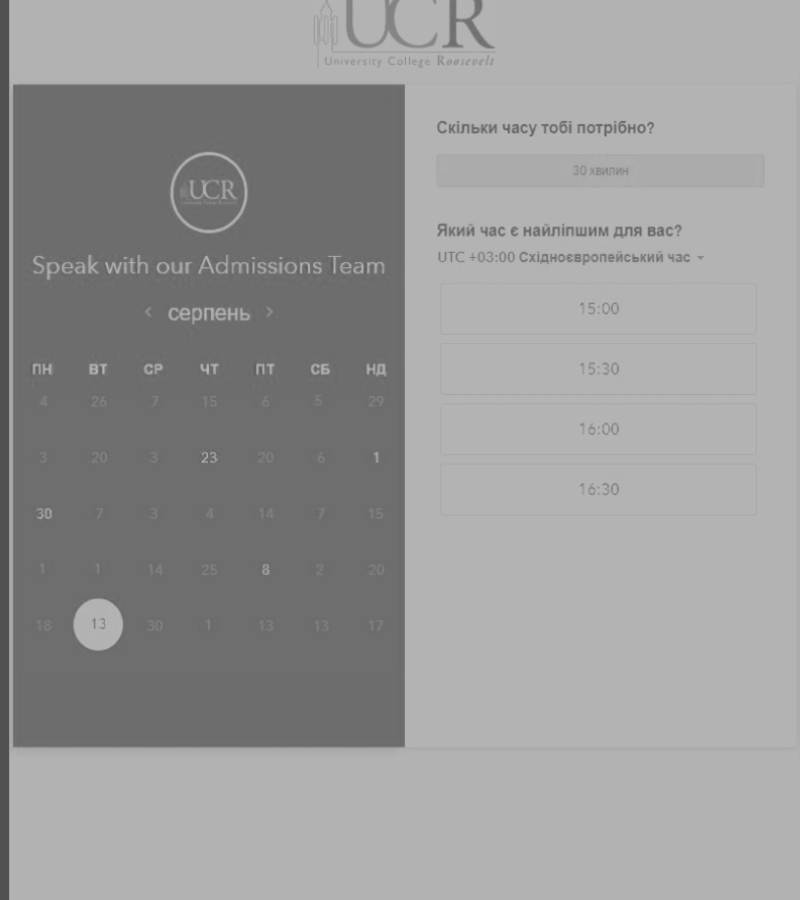 UCR
University College Roosevelt
UCR
Speak with our Admissions Team
< серпень >
ПН ВТ СР ЧТ ПТ СБ НД
4 26 7 15 6 5 29
3 20 3 23 20 6 1
30 7 3 4 14 7 15
1 1 14 25 8 2 20
18 13 30 1 13 13 17
Скільки часу тобі потрібно?
30 хвилин
Який час є найліпшим для вас?
UTC +03:00 Східноєвропейський час
15:00
15:30
16:00
16:30